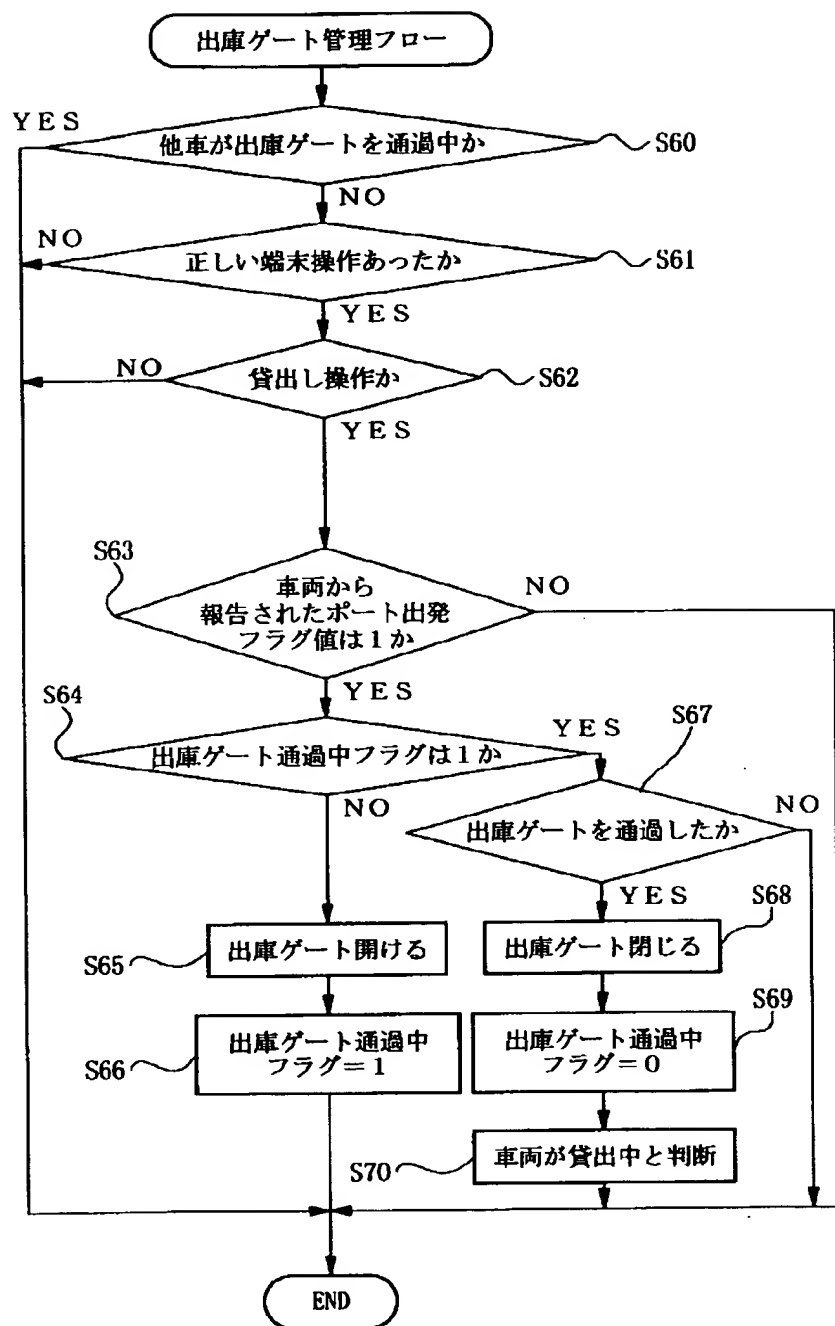 出庫ゲート管理フロー
YES
他車が出庫ゲートを通過中か
S60
NO
NO
正しい端末操作あったか
S61
YES
NO
貸出し操作か
S62
YES
S63
車両から
報告されたポート出発
フラグ値は1か
NO
YES
S64
出庫ゲート通過中フラグは1か
YES
S67
NO
出庫ゲートを通過したか
NO
YES
S65
出庫ゲート開ける
出庫ゲート閉じる
S68
S66
出庫ゲート通過中
フラグ=1
出庫ゲート通過中
フラグ=0
S69
S70
車両が貸出中と判断
END